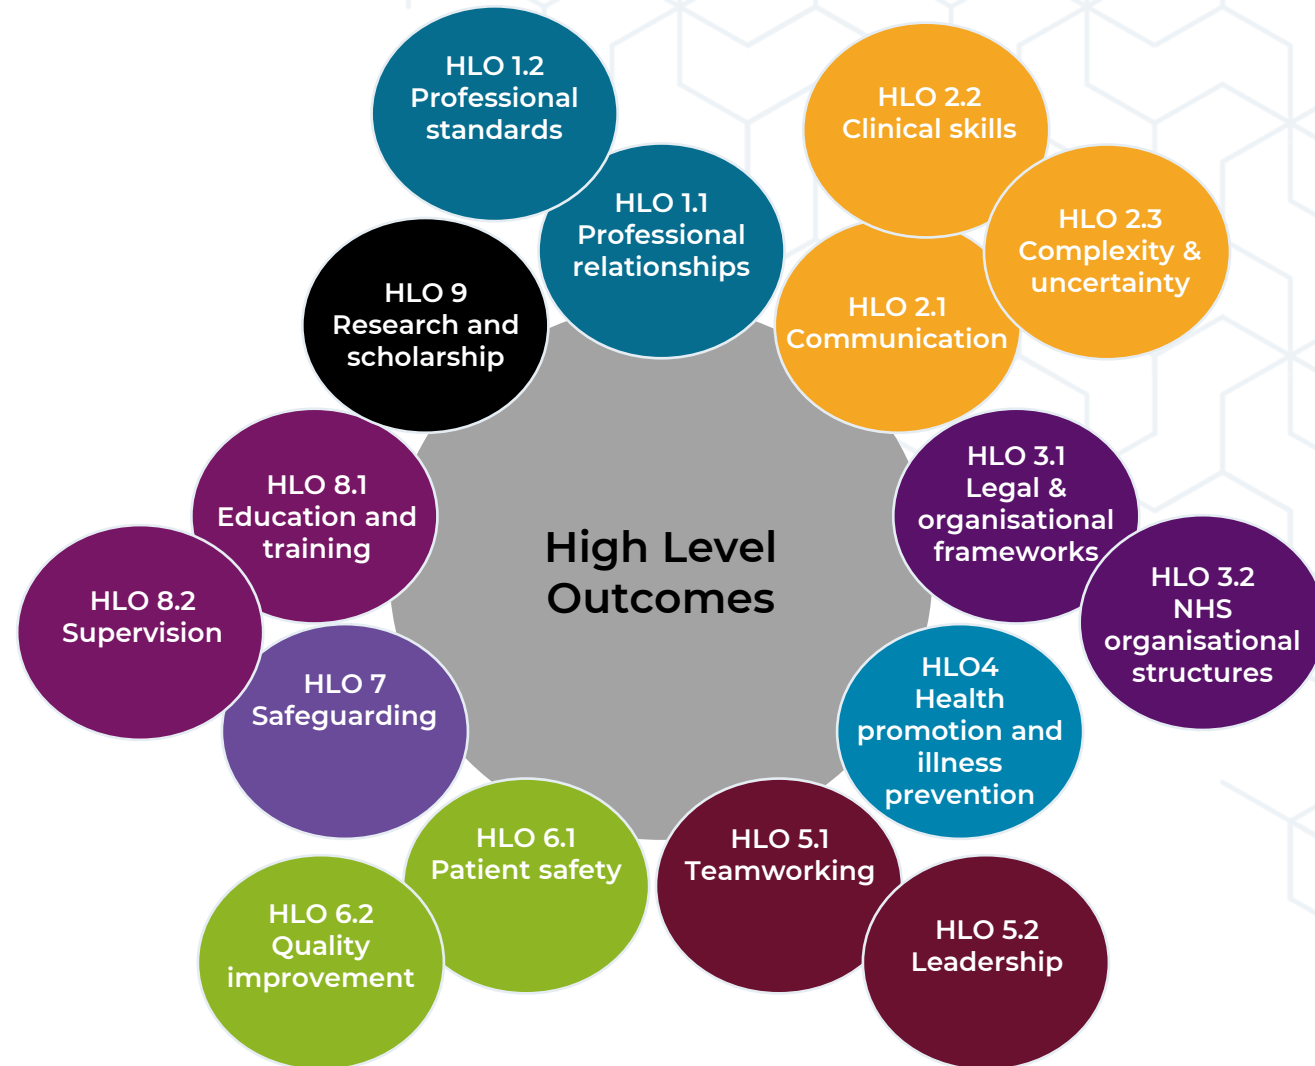 HLO 1.2
Professional
standards
HLO 1.1
Professional
relationships
HLO 2.2
Clinical skills
HLO 2.3
Complexity &
uncertainty
HLO 2.1
Communication
HLO 3.1
Legal &
organisational
frameworks
HLO 3.2
NHS
organisational
structures
HLO4
Health
promotion and
illness
prevention
HLO 5.1
Teamworking
HLO 5.2
Leadership
HLO 6.1
Patient safety
HLO 6.2
Quality
improvement
HLO 7
Safeguarding
HLO 8.1
Education and
training
HLO 8.2
Supervision
HLO 9
Research and
scholarship
High Level
Outcomes